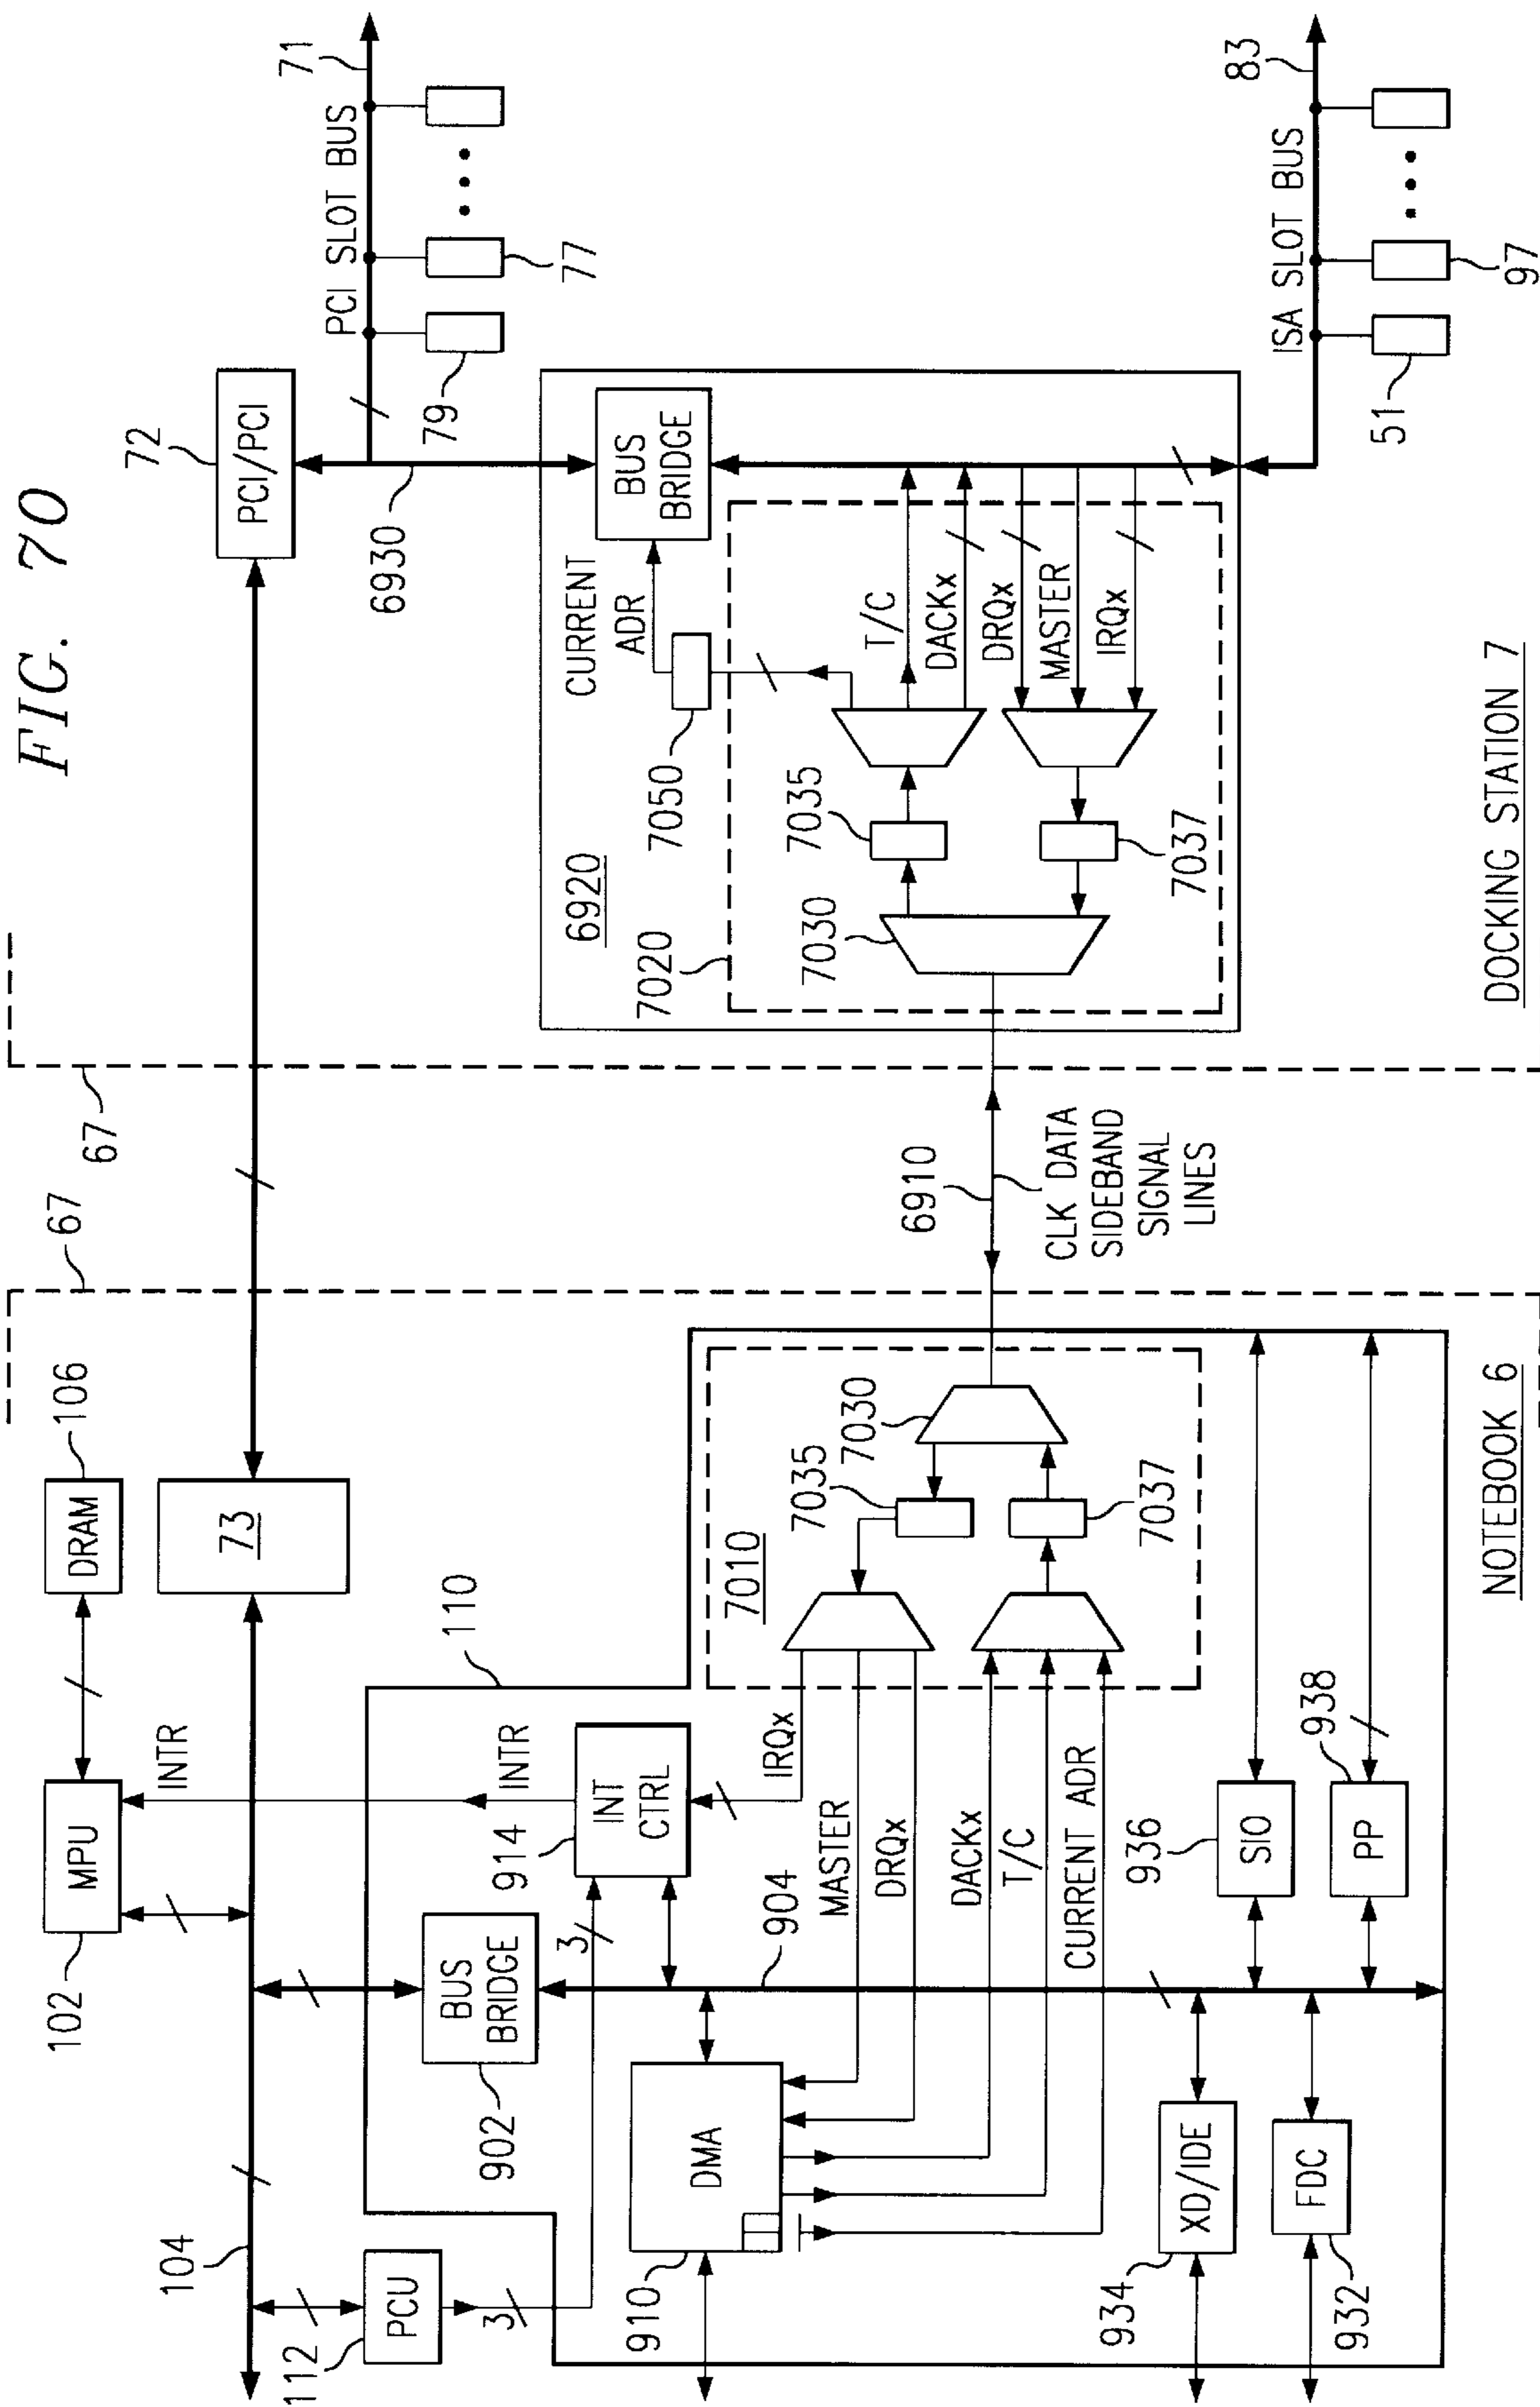 FIG. 70
102
MPU
106
DRAM
67
67
72
PCI/PCI
71
PCI SLOT BUS
104
INTR
73
6930
79
77
112
PCU
3
110
INTR
902
BUS
BRIDGE
914
INT
CTRL
3
6920
CURRENT
ADR
BUS
BRIDGE
7050
7020
910
DMA
904
IRQx
MASTER
DRQx
DACKx
T/C
CURRENT ADR
7010
7035
7030
7037
6910
CLK DATA
SIDEBAND
SIGNAL
LINES
7030
7035
7037
T/C
DACKx
DRQx
MASTER
IRQx
934
XD/IDE
932
FDC
936
SIO
938
PP
83
ISA SLOT BUS
51
97
NOTEBOOK 6
DOCKING STATION 7